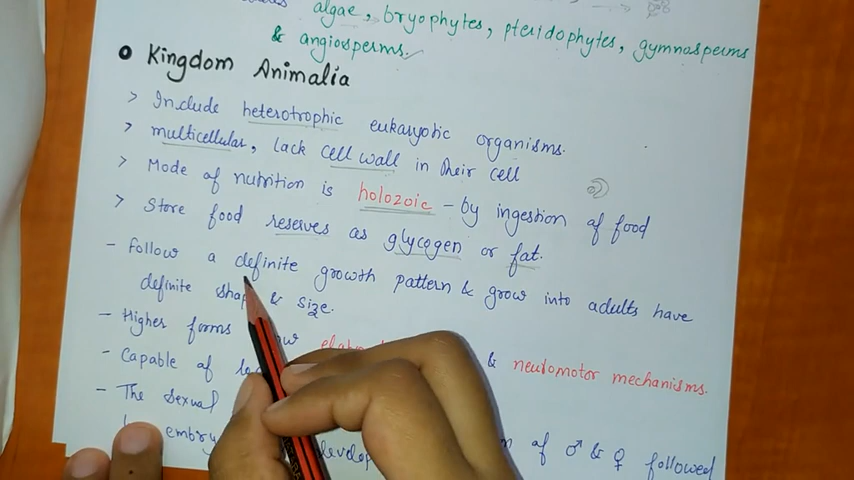 algae, bryophytes, pteridophytes, gymnosperms
& angiosperms.
Kingdom Animalia
> Include heterotrophic eukaryotic organisms.
> multicellular, lack cell wall in their cell
> Mode of nutrition is holozoic - by ingestion of food
> Store food reserves as glycogen or fat.
- Follow a definite growth pattern & grow into adults have
definite & size.
- Higher forms & neuromotor mechanisms.
- Capable of
- The sexual
of ♂ & ♀ followed